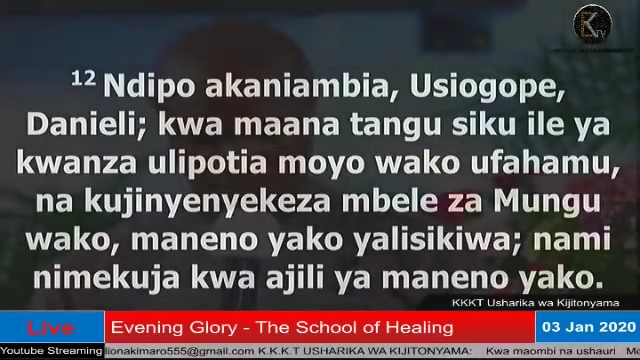 12 Ndipo akaniambia, Usiogope,
Danieli; kwa maana tangu siku ile ya
kwanza ulipotia moyo wako ufahamu,
na kujinyenyekeza mbele za Mungu
wako, maneno yako yalisikiwa; nami
nimekuja kwa ajili ya maneno yako.
KKKT Usharika wa Kijitonyama
Live Evening Glory - The School of Healing 03 Jan 2020
Youtube Streaming lionakimaro555@gmail.com K.K.K.T USHARIKA WA KIJITONYAMA: Kwa maombi na ushauri